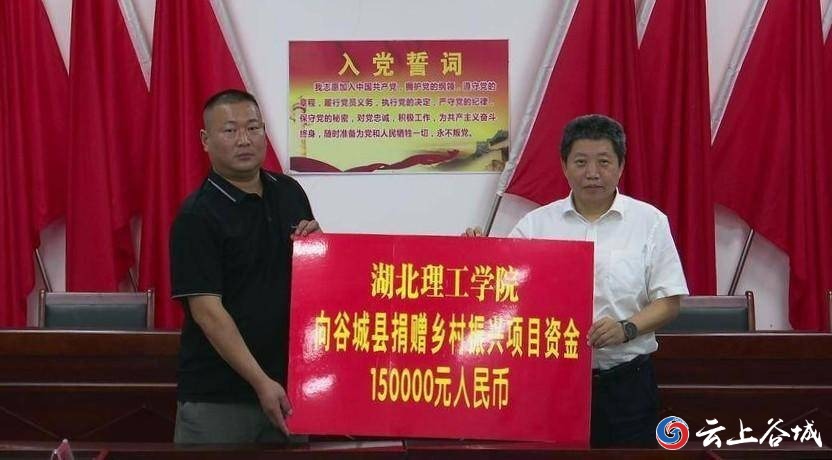 入党誓词
我志愿加入中国共产党，拥护党的纲领，遵守党的
章程，履行党员义务，执行党的决定，严守党的纪律，
保守党的秘密，对党忠诚，积极工作，为共产主义奋斗
终身，随时准备为党和人民牺牲一切，永不叛党。
湖北理工学院
向谷城县捐赠乡村振兴项目资金
150000元人民币
云上谷城